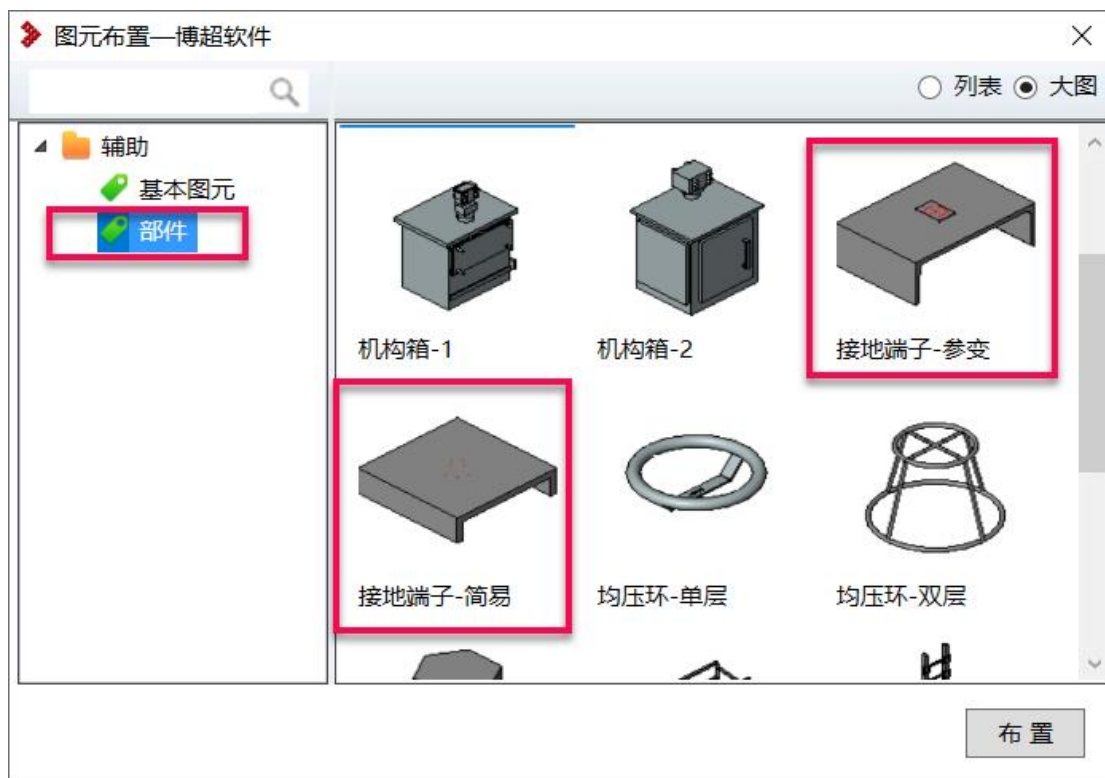 图元布置—博超软件
列表 大图
辅助
基本图元
部件
机构箱-1 机构箱-2 接地端子-参变
接地端子-简易 均压环-单层 均压环-双层
布置